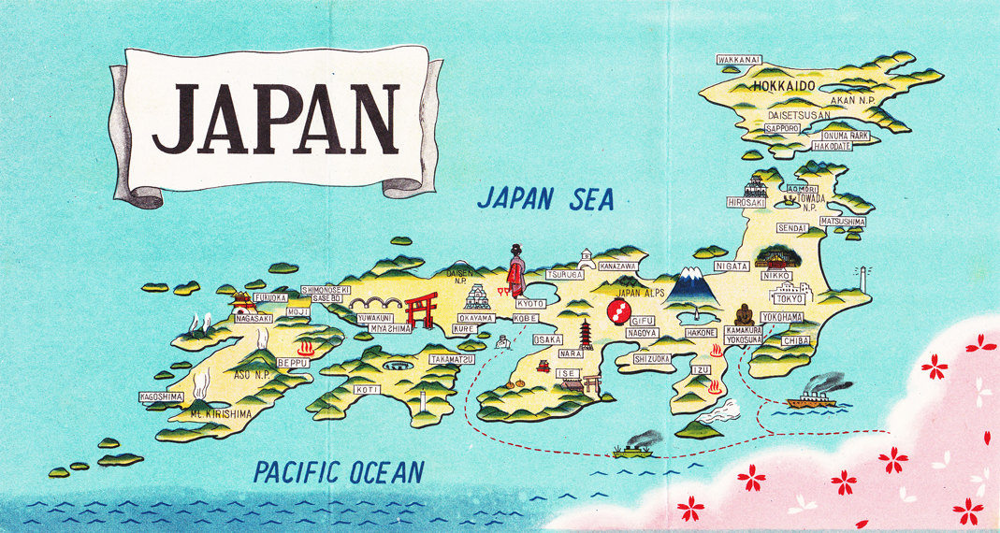 JAPAN
WAKKANAI
HOKKAIDO
AKAN N.P.
DAISETSUSAN
SAPPORO
ONUMA PARK
HAKODATE
JAPAN SEA
AOMORI
HIROSAKI
TOWADA
N.P.
SENDAI
MATSUSHIMA
NIGATA
NIKKO
TOKYO
KANAZAWA
TSURUGA
DAISEN
N.P.
JAPAN ALPS
SHIMONOSEKI
SASEBO
FUKUOKA
MOJI
NAGASAKI
YUWAKUNI
MIYASHIMA
OKAYAMA
KURE
KYOTO
KOBE
GIFU
NAGOYA
HAKONE
KAMAKURA
YOKOSUKA
YOKOHAMA
CHIBA
OSAKA
NARA
SHIZUOKA
IZU
ISE
TAKAMATSU
BEPPU
ASO N.P.
KOTI
KAGOSHIMA
Mt. KIRISHIMA
PACIFIC OCEAN